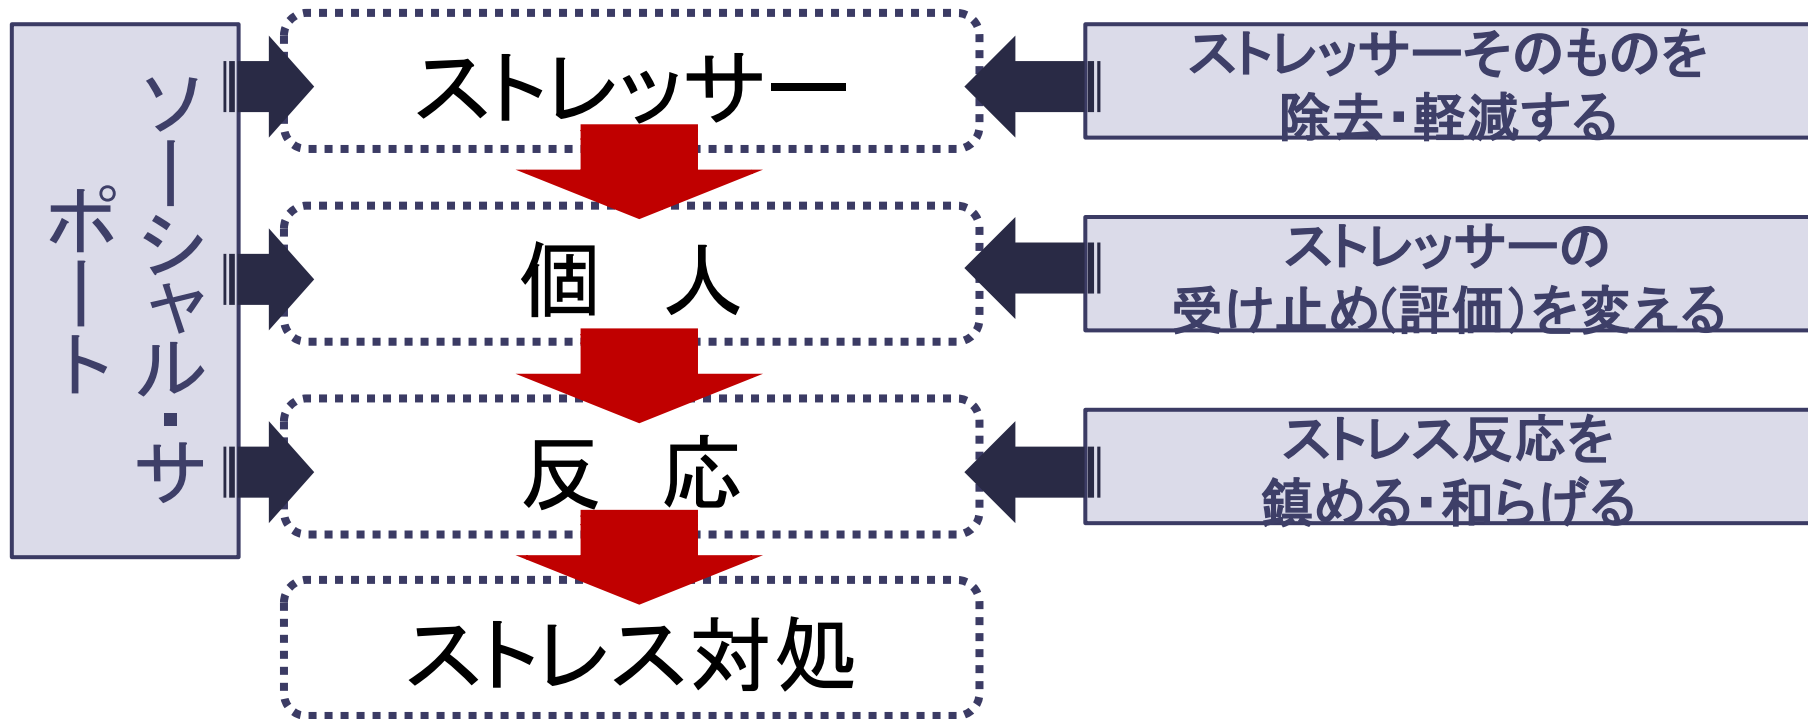 ソーシャル・サ
ポート
ストレッサー
個　人
反　応
ストレス対処
ストレッサーそのものを
除去・軽減する
ストレッサーの
受け止め(評価)を変える
ストレス反応を
鎮める・和らげる